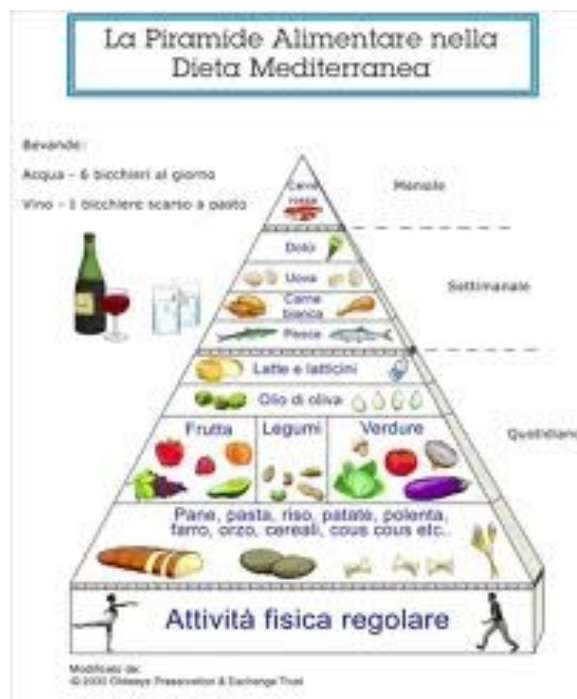 La Piramide Alimentare nella
Dieta Mediterranea
Bevande:
Acqua - 6 bicchieri al giorno
Vino - 1 bicchiere scarso a pasto
Carne
rossa
Mensile
Dolci
Uova
Settimanale
Carne
bianca
Pesce
Latte e latticini
Olio di oliva
Frutta
Legumi
Verdure
Quotidiana
Pane, pasta, riso, patate, polenta,
farro, orzo, cereali, cous cous etc..
Attività fisica regolare
Modificato da:
© 2000 Oldways Preservation & Exchange Trust